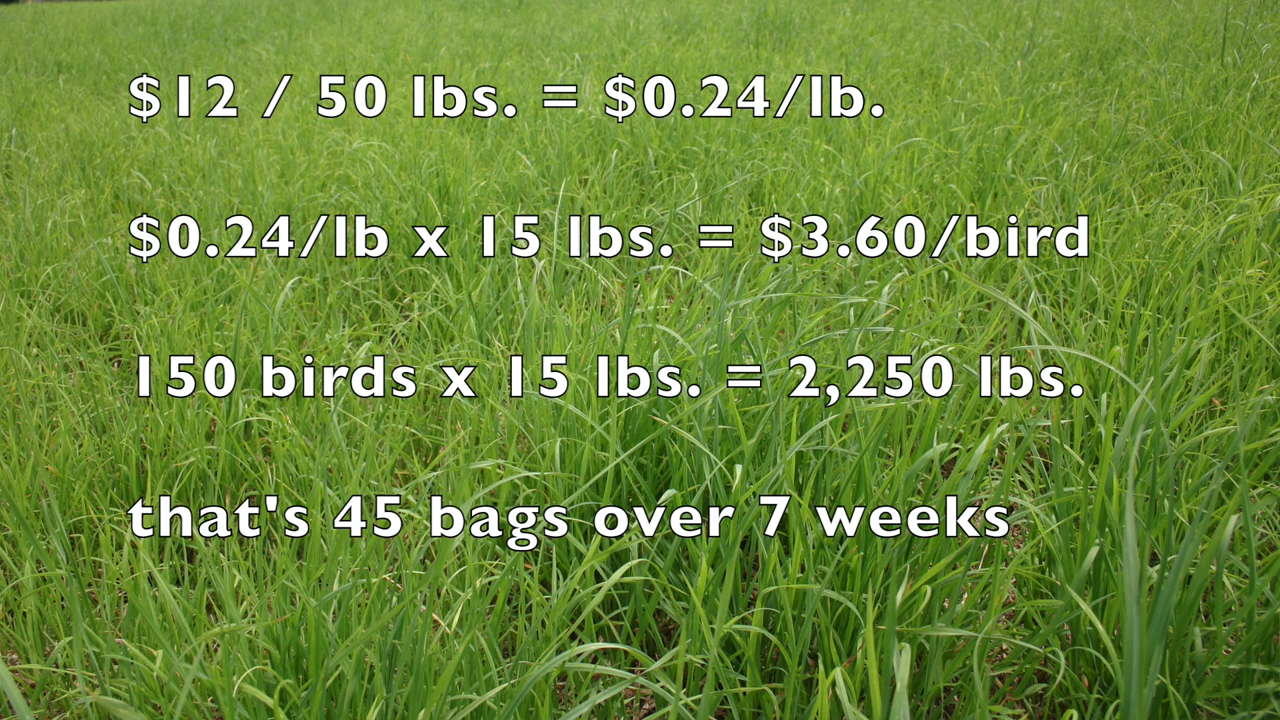 $12 / 50 lbs. = $0.24/lb.
$0.24/lb x 15 lbs. = $3.60/bird
150 birds x 15 lbs. = 2,250 lbs.
that's 45 bags over 7 weeks